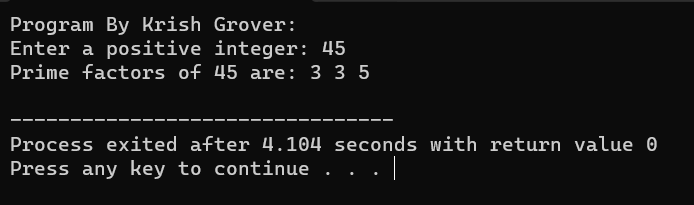 Program By Krish Grover:
Enter a positive integer: 45
Prime factors of 45 are: 3 3 5
--------------------------------
Process exited after 4.104 seconds with return value 0
Press any key to continue . . .